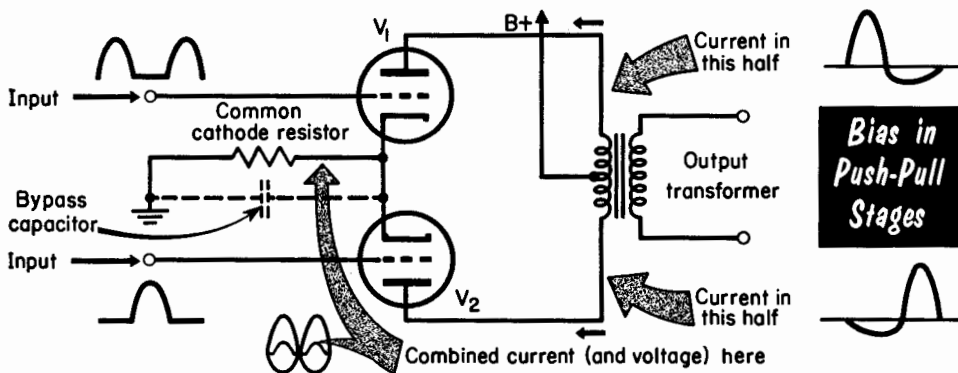 V1
B+
Current in
this half
Input
Common
cathode resistor
Bias in
Push-Pull
Stages
Output
transformer
Bypass
capacitor
Input
V2
Current in
this half
Combined current (and voltage) here